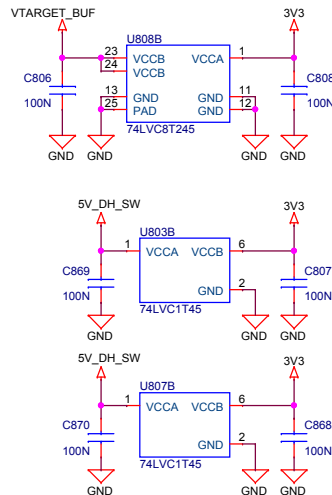 VTARGET_BUF
3V3
U808B
23
VCCB
VCCA
1
24
VCCB
C806
C808
100N
100N
13
GND
GND
11
25
PAD
GND
12
74LVC8T245
GND
GND
GND
GND
5V_DH_SW
3V3
U803B
1
VCCA
VCCB
6
C869
C807
100N
100N
GND
2
74LVC1T45
GND
GND
GND
5V_DH_SW
3V3
U807B
1
VCCA
VCCB
6
C870
C868
100N
100N
GND
2
74LVC1T45
GND
GND
GND